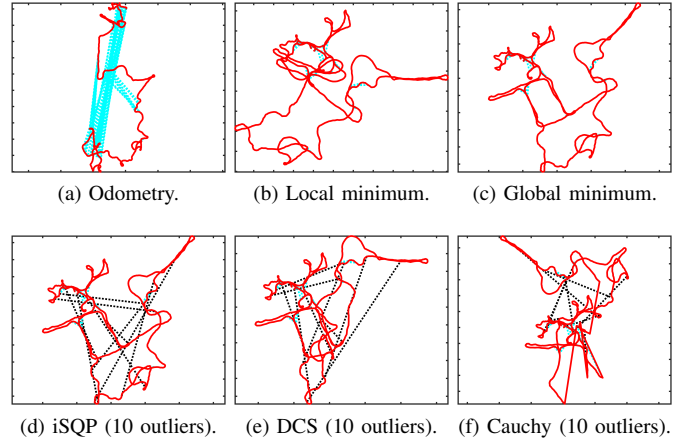 (a) Odometry.
(b) Local minimum.
(c) Global minimum.
(d) iSQP (10 outliers).
(e) DCS (10 outliers).
(f) Cauchy (10 outliers).